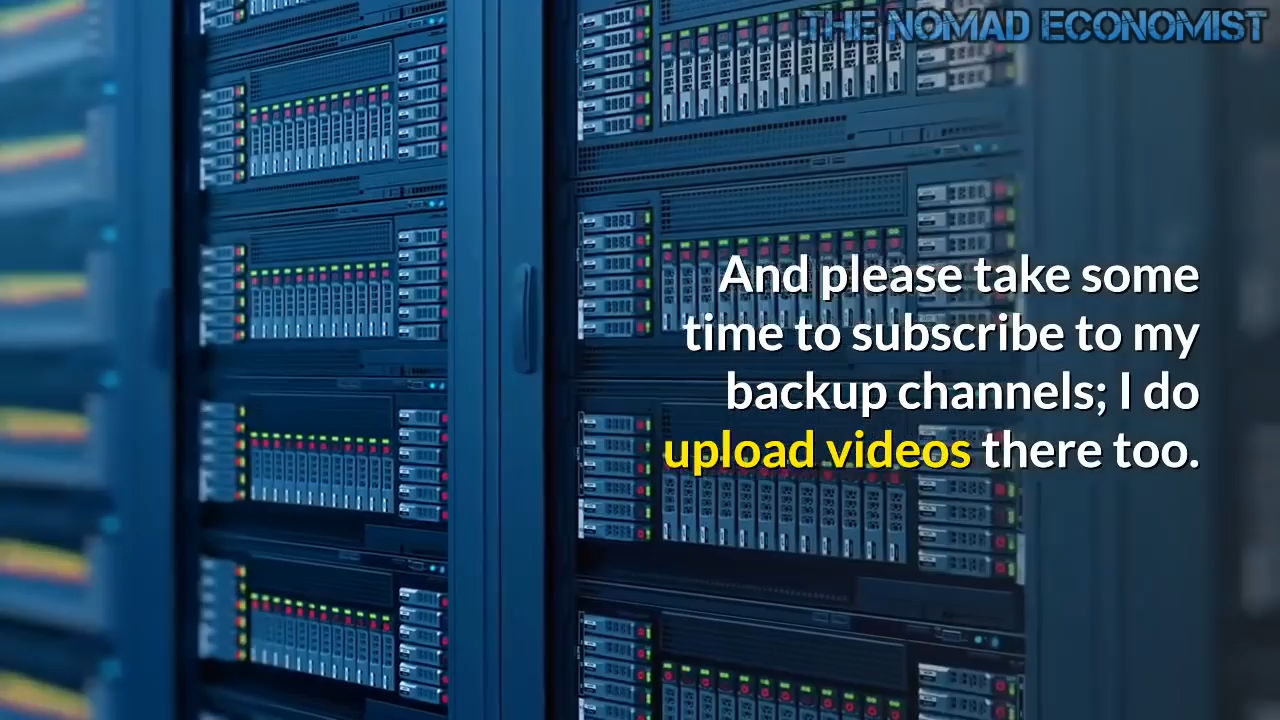 THE NOMAD ECONOMIST
And please take some
time to subscribe to my
backup channels; I do
upload videos there too.